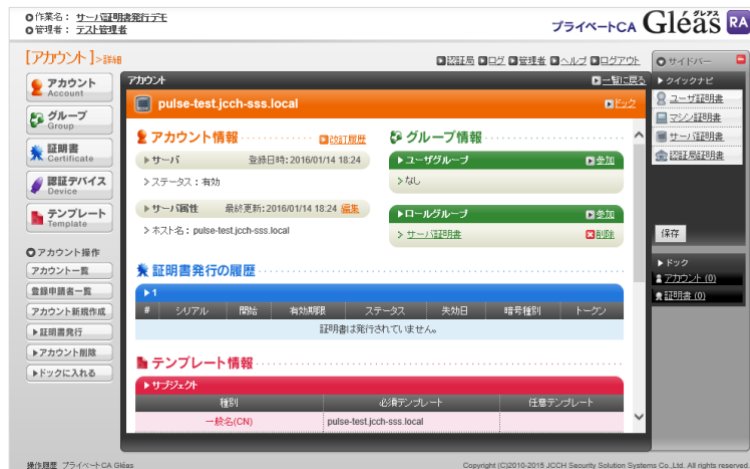 作業名： サーバ証明書発行デモ
管理者： テスト管理者
プライベートCA Gléas グレアス RA
[アカウント]>詳細
認証局 ログ 管理者 ヘルプ ログアウト
アカウント
Account
グループ
Group
証明書
Certificate
認証デバイス
Device
テンプレート
Template
アカウント操作
アカウント一覧
登録申請者一覧
アカウント新規作成
証明書発行
アカウント削除
ドックに入れる
アカウント 一覧に戻る
pulse-test.jcch-sss.local ドック
アカウント情報 改訂履歴
サーバ 登録日時：2016/01/14 18:24
ステータス：有効
サーバ属性 最終更新：2016/01/14 18:24 編集
ホスト名：pulse-test.jcch-sss.local
グループ情報
ユーザグループ 参加
なし
ロールグループ 参加
サーバ証明書 削除
証明書発行の履歴
1
# シリアル 開始 有効期限 ステータス 失効日 暗号種別 トークン
証明書は発行されていません。
テンプレート情報
サブジェクト
種別 必須テンプレート 任意テンプレート
一般名(CN) pulse-test.jcch-sss.local
サイドバー
クイックナビ
ユーザ証明書
マシン証明書
サーバ証明書
認証局証明書
保存
ドック
アカウント (0)
証明書 (0)
操作履歴 プライベートCA Gléas
Copyright (C)2010-2015 JCCH Security Solution Systems Co.,Ltd. All rights reserved.